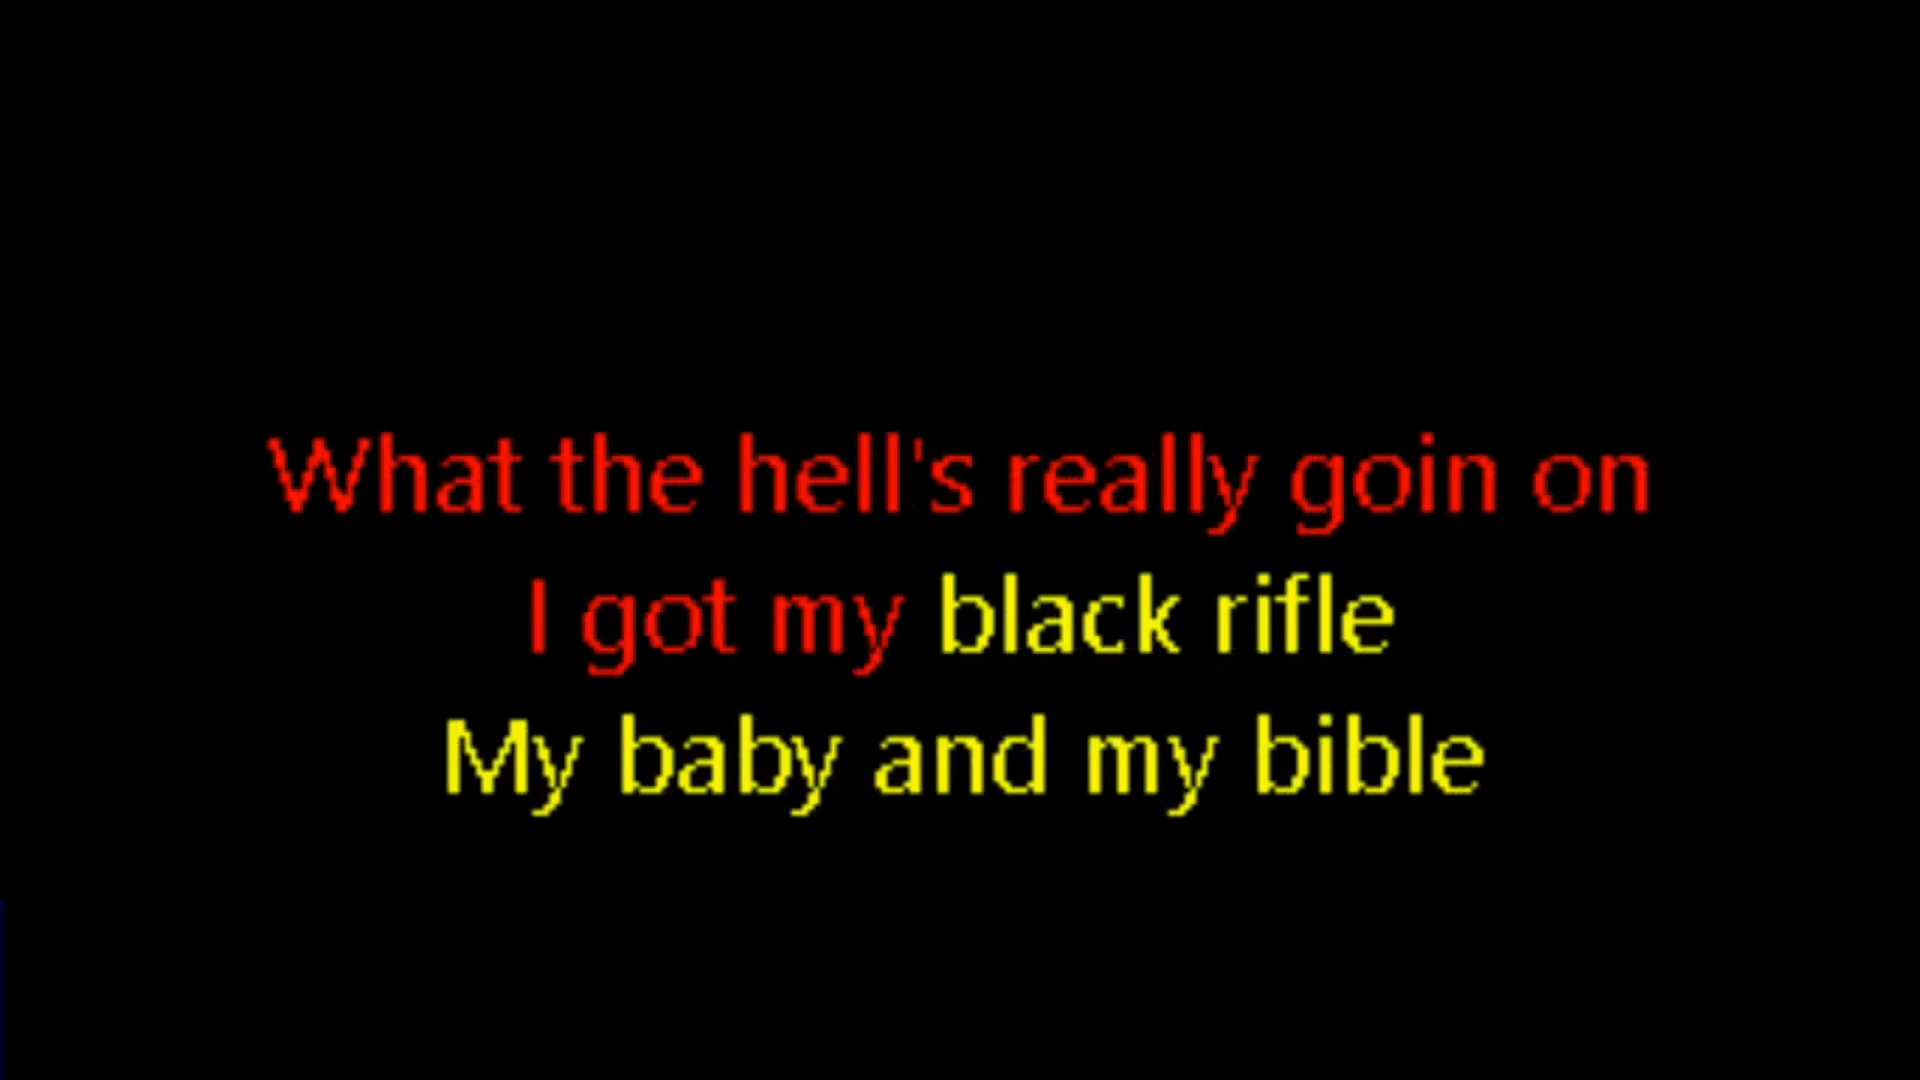 What the hell's really goin on
I got my black rifle
My baby and my bible